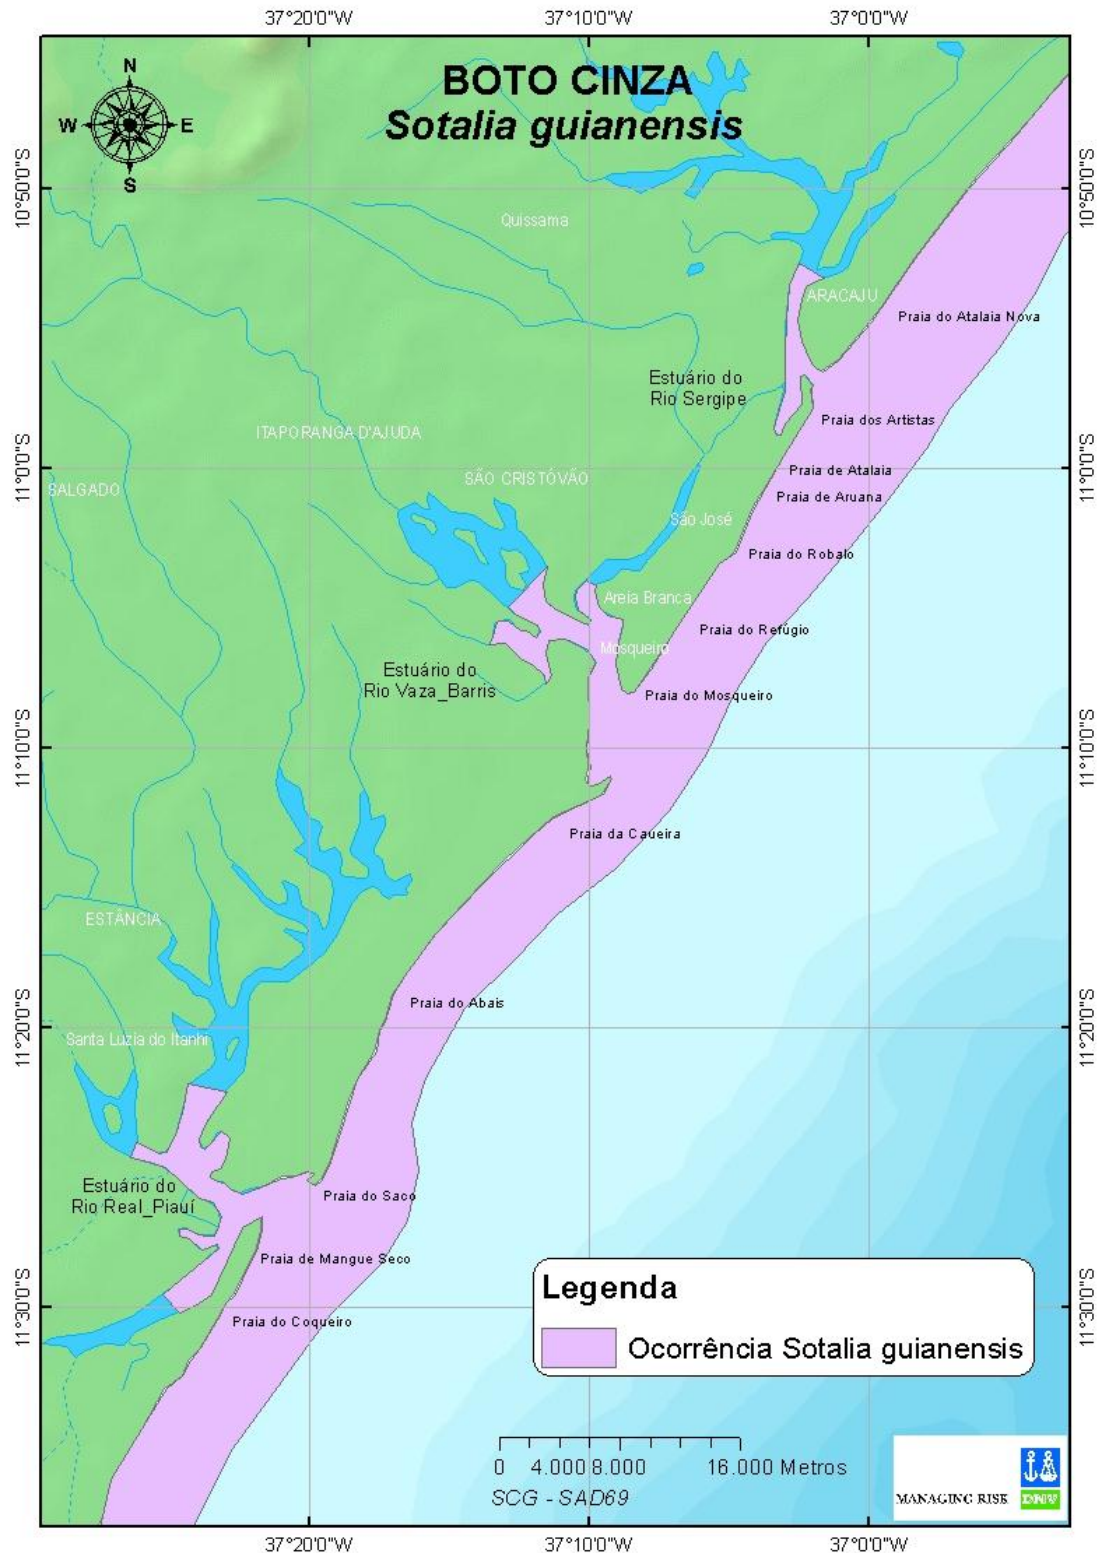 37°20'0"W
37°10'0"W
37°0'0"W
N
W
E
S
BOTO CINZA
Sotalia guianensis
10°50'0"S
10°50'0"S
Quissama
ARACAJU
Praia do Atalaia Nova
Estuário do
Rio Sergipe
Praia dos Artistas
ITAPORANGA D'AJUDA
11°0'0"S
Praia de Atalaia
11°0'0"S
SÃO CRISTÓVÃO
SALGADO
Praia de Aruana
São José
Praia do Robalo
Areia Branca
Praia do Refúgio
Mosqueiro
Estuário do
Rio Vaza_Barris
Praia do Mosqueiro
11°10'0"S
11°10'0"S
Praia da Caueira
ESTÂNCIA
Praia do Abais
11°20'0"S
11°20'0"S
Santa Luzia do Itanhi
Estuário do
Rio Real_Piauí
Praia do Saco
Praia de Mangue Seco
11°30'0"S
11°30'0"S
Praia do Coqueiro
Legenda
Ocorrência Sotalia guianensis
0 4.000 8.000 16.000 Metros
SCG - SAD69
MANAGING RISK
DNV
37°20'0"W
37°10'0"W
37°0'0"W